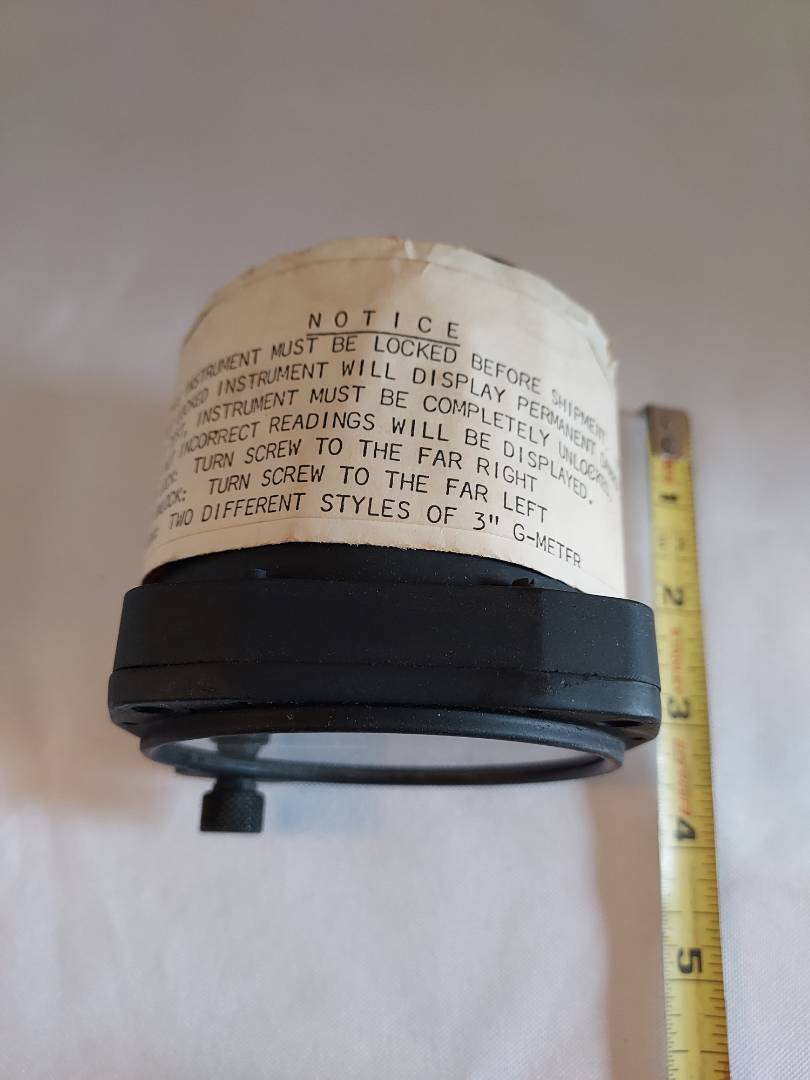 NOTICE
INSTRUMENT MUST BE LOCKED BEFORE SHIPMENT
INSTRUMENT WILL DISPLAY PERMANENT
INSTRUMENT MUST BE COMPLETELY UNLOCKED
INCORRECT READINGS WILL BE DISPLAYED.
TURN SCREW TO THE FAR RIGHT
TURN SCREW TO THE FAR LEFT
TWO DIFFERENT STYLES OF 3" G-METER
1
2
3
4
5